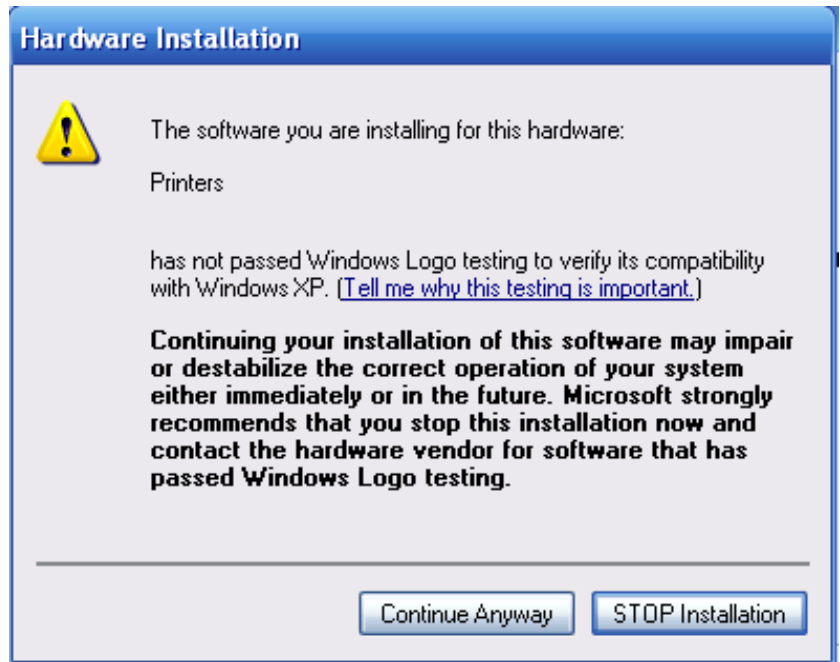 Hardware Installation
The software you are installing for this hardware:
Printers
has not passed Windows Logo testing to verify its compatibility
with Windows XP. (Tell me why this testing is important.)
Continuing your installation of this software may impair
or destabilize the correct operation of your system
either immediately or in the future. Microsoft strongly
recommends that you stop this installation now and
contact the hardware vendor for software that has
passed Windows Logo testing.
Continue Anyway
STOP Installation